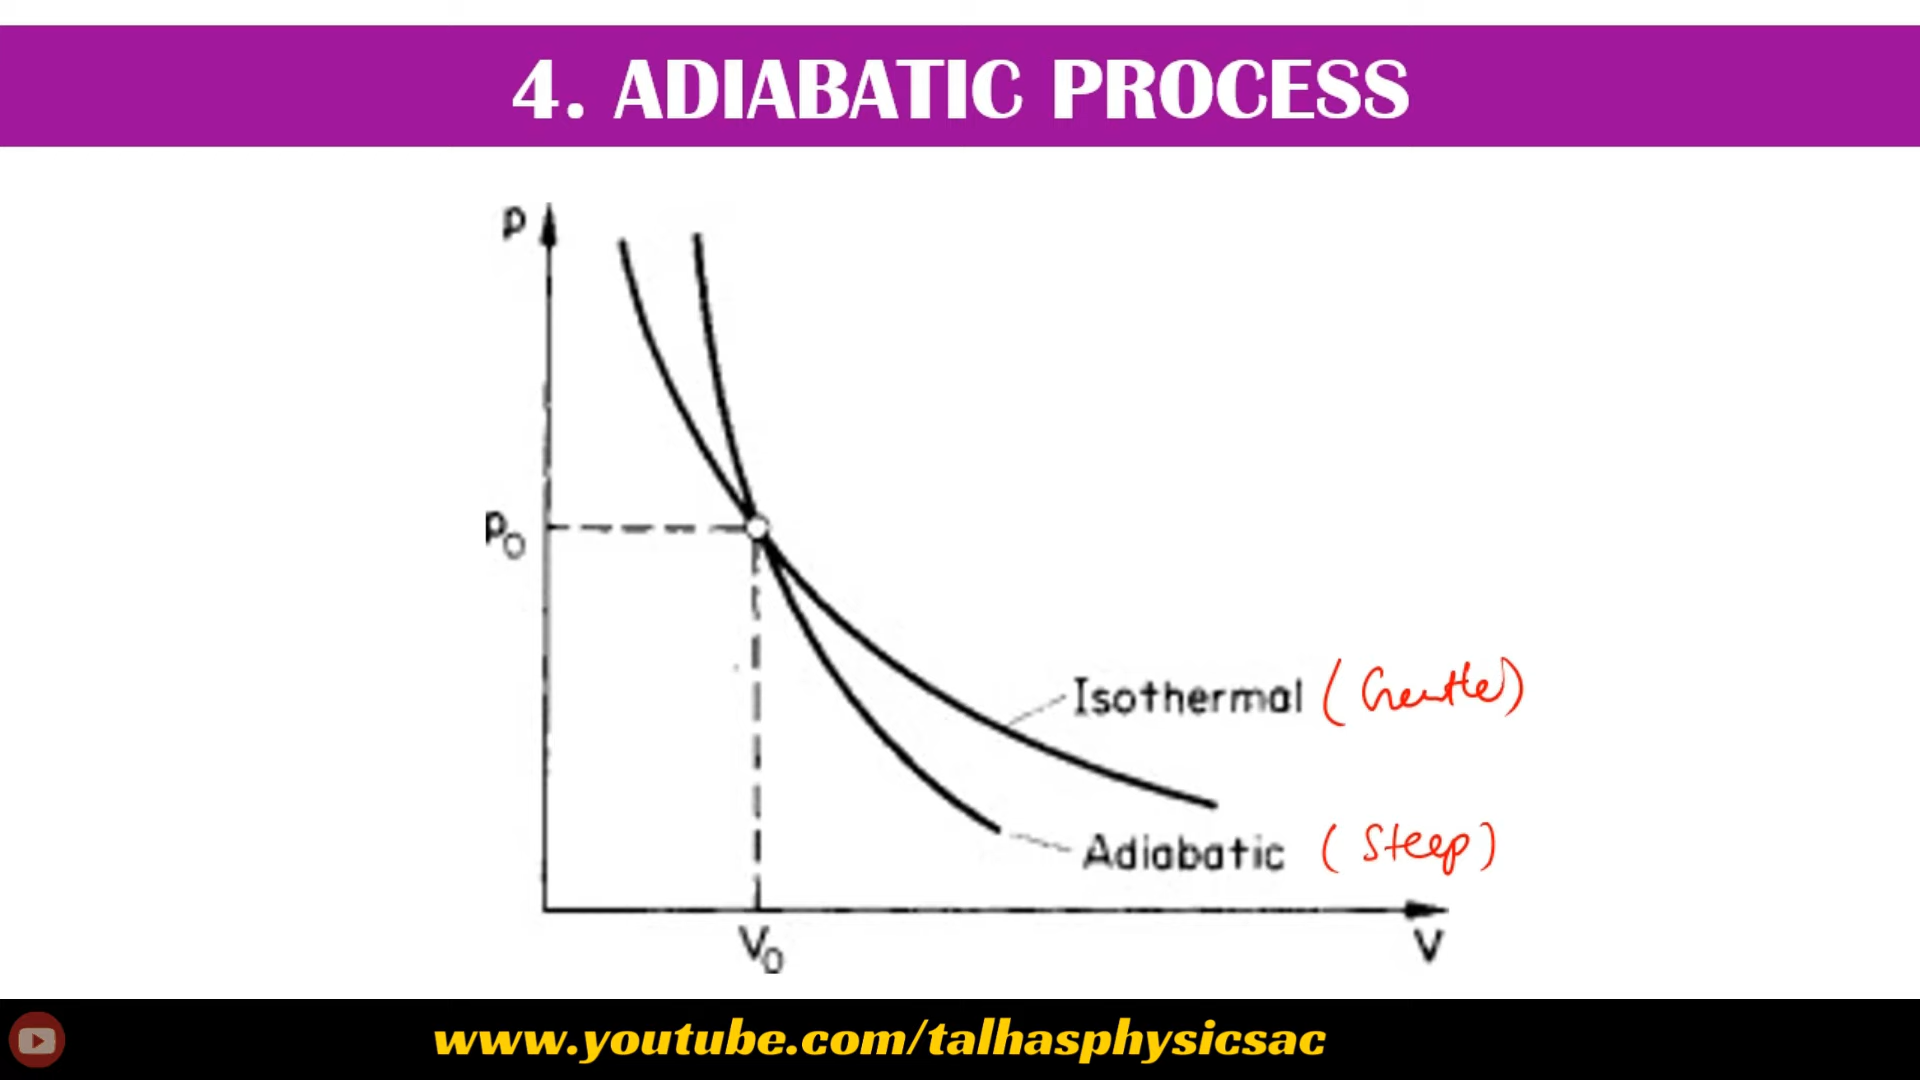 4. ADIABATIC PROCESS
P
P₀
Isothermal (Gentle)
Adiabatic (Steep)
V₀
V
www.youtube.com/talhasphysicsac